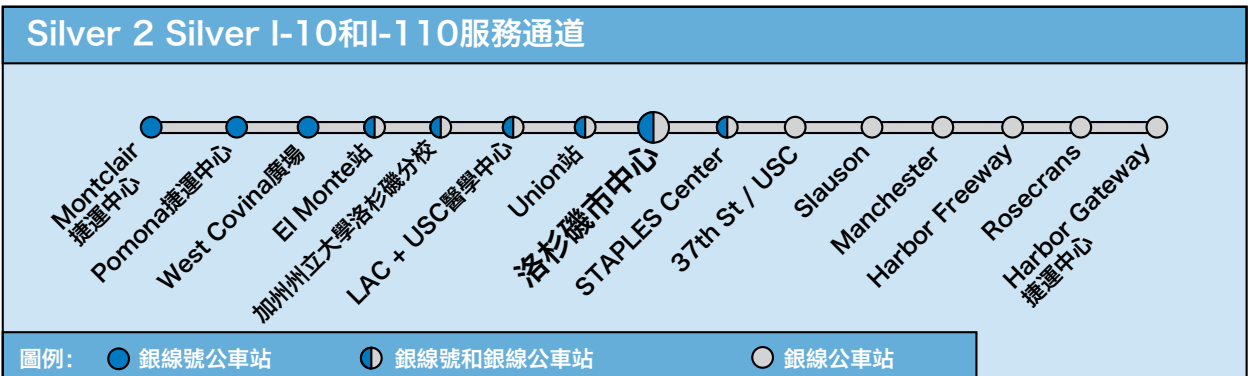 Silver 2 Silver I-10和I-110服務通道
Montclair
捷運中心
Pomona捷運中心
West Covina廣場
El Monte站
加州州立大學洛杉磯分校
LAC + USC醫學中心
Union站
洛杉磯市中心
STAPLES Center
37th St / USC
Slauson
Manchester
Harbor Freeway
Rosecrans
Harbor Gateway
捷運中心
圖例: 銀線號公車站 銀線號和銀線公車站 銀線公車站